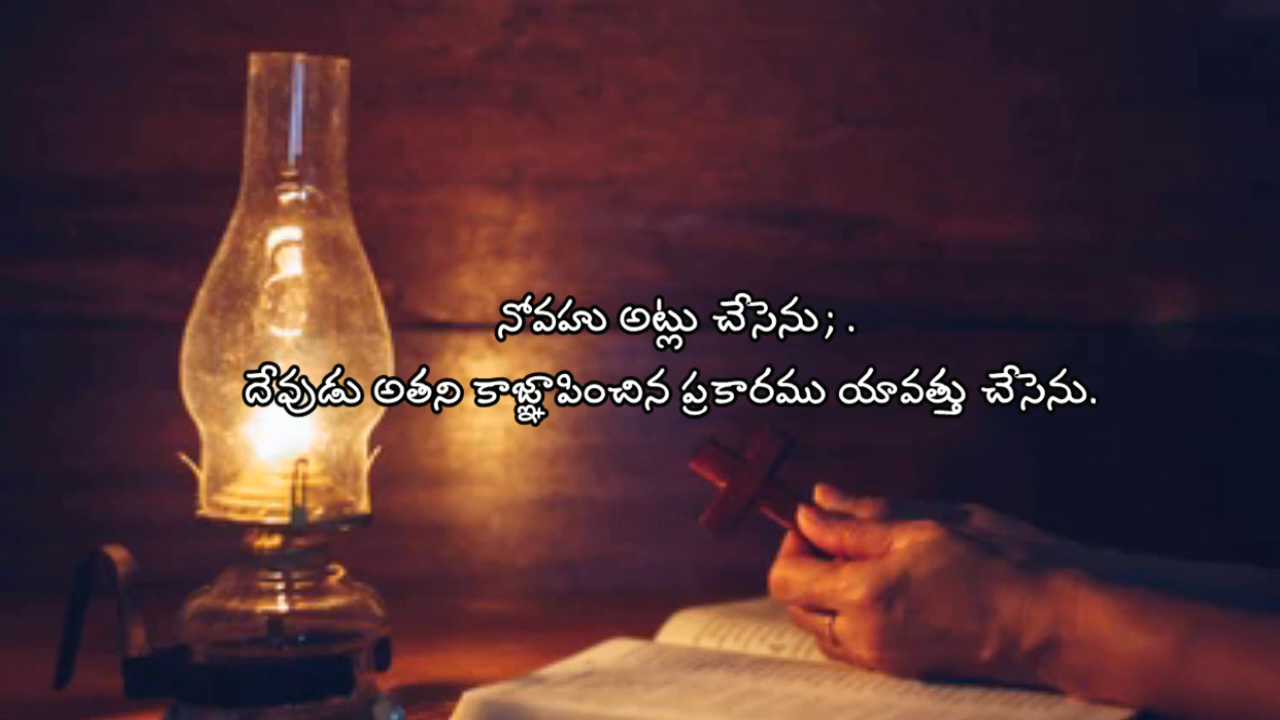 నోవహు అట్లు చేసెను; .
దేవుడు అతని కాజ్ఞాపించిన ప్రకారము యావత్తు చేసెను.